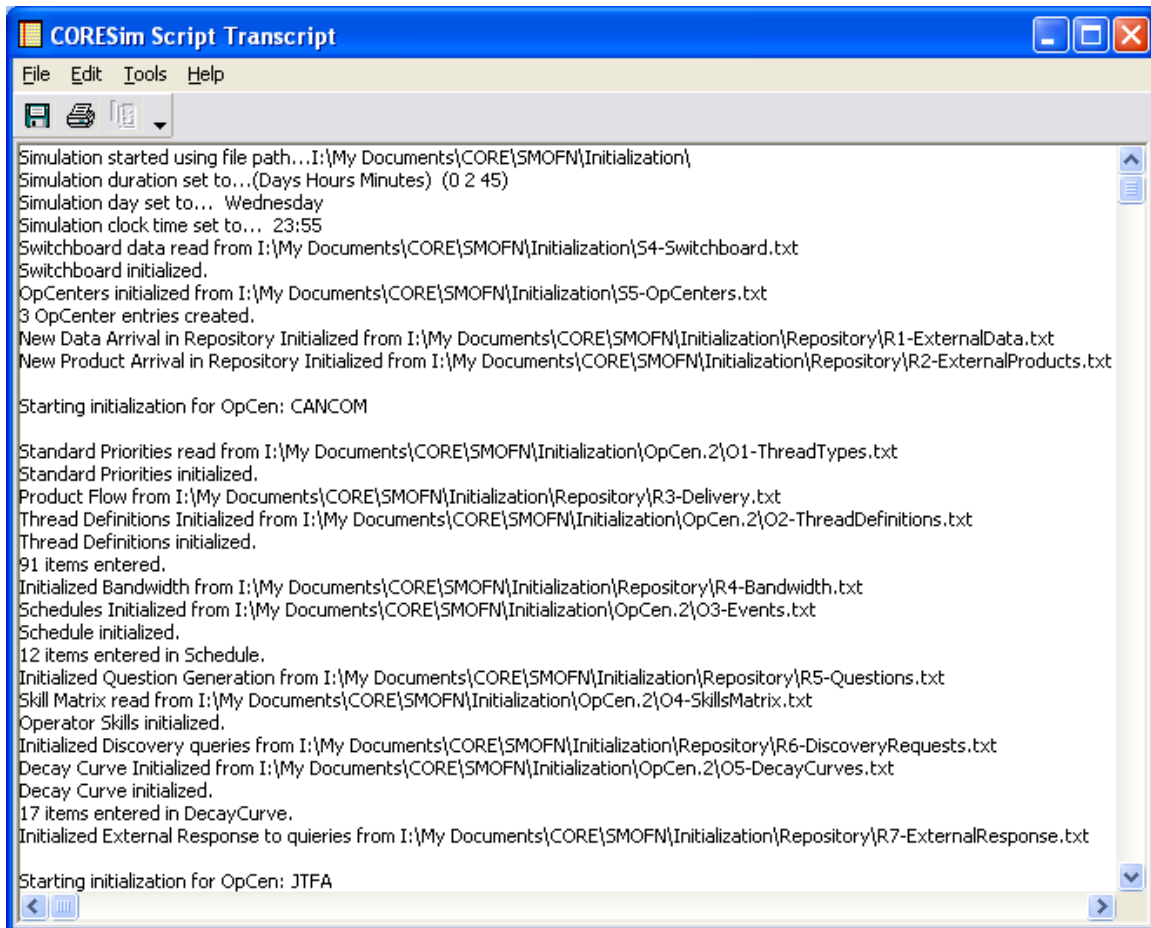 CORESim Script Transcript
File Edit Tools Help
Simulation started using file path...I:\My Documents\CORE\SMOFN\Initialization\
Simulation duration set to...(Days Hours Minutes) (0 2 45)
Simulation day set to... Wednesday
Simulation clock time set to... 23:55
Switchboard data read from I:\My Documents\CORE\SMOFN\Initialization\S4-Switchboard.txt
Switchboard initialized.
OpCenters initialized from I:\My Documents\CORE\SMOFN\Initialization\S5-OpCenters.txt
3 OpCenter entries created.
New Data Arrival in Repository Initialized from I:\My Documents\CORE\SMOFN\Initialization\Repository\R1-ExternalData.txt
New Product Arrival in Repository Initialized from I:\My Documents\CORE\SMOFN\Initialization\Repository\R2-ExternalProducts.txt
Starting initialization for OpCen: CANCOM
Standard Priorities read from I:\My Documents\CORE\SMOFN\Initialization\OpCen.2\O1-ThreadTypes.txt
Standard Priorities initialized.
Product Flow from I:\My Documents\CORE\SMOFN\Initialization\Repository\R3-Delivery.txt
Thread Definitions Initialized from I:\My Documents\CORE\SMOFN\Initialization\OpCen.2\O2-ThreadDefinitions.txt
Thread Definitions initialized.
91 items entered.
Initialized Bandwidth from I:\My Documents\CORE\SMOFN\Initialization\Repository\R4-Bandwidth.txt
Schedules Initialized from I:\My Documents\CORE\SMOFN\Initialization\OpCen.2\O3-Events.txt
Schedule initialized.
12 items entered in Schedule.
Initialized Question Generation from I:\My Documents\CORE\SMOFN\Initialization\Repository\R5-Questions.txt
Skill Matrix read from I:\My Documents\CORE\SMOFN\Initialization\OpCen.2\O4-SkillsMatrix.txt
Operator Skills initialized.
Initialized Discovery queries from I:\My Documents\CORE\SMOFN\Initialization\Repository\R6-DiscoveryRequests.txt
Decay Curve Initialized from I:\My Documents\CORE\SMOFN\Initialization\OpCen.2\O5-DecayCurves.txt
Decay Curve initialized.
17 items entered in DecayCurve.
Initialized External Response to quieries from I:\My Documents\CORE\SMOFN\Initialization\Repository\R7-ExternalResponse.txt
Starting initialization for OpCen: JTFA